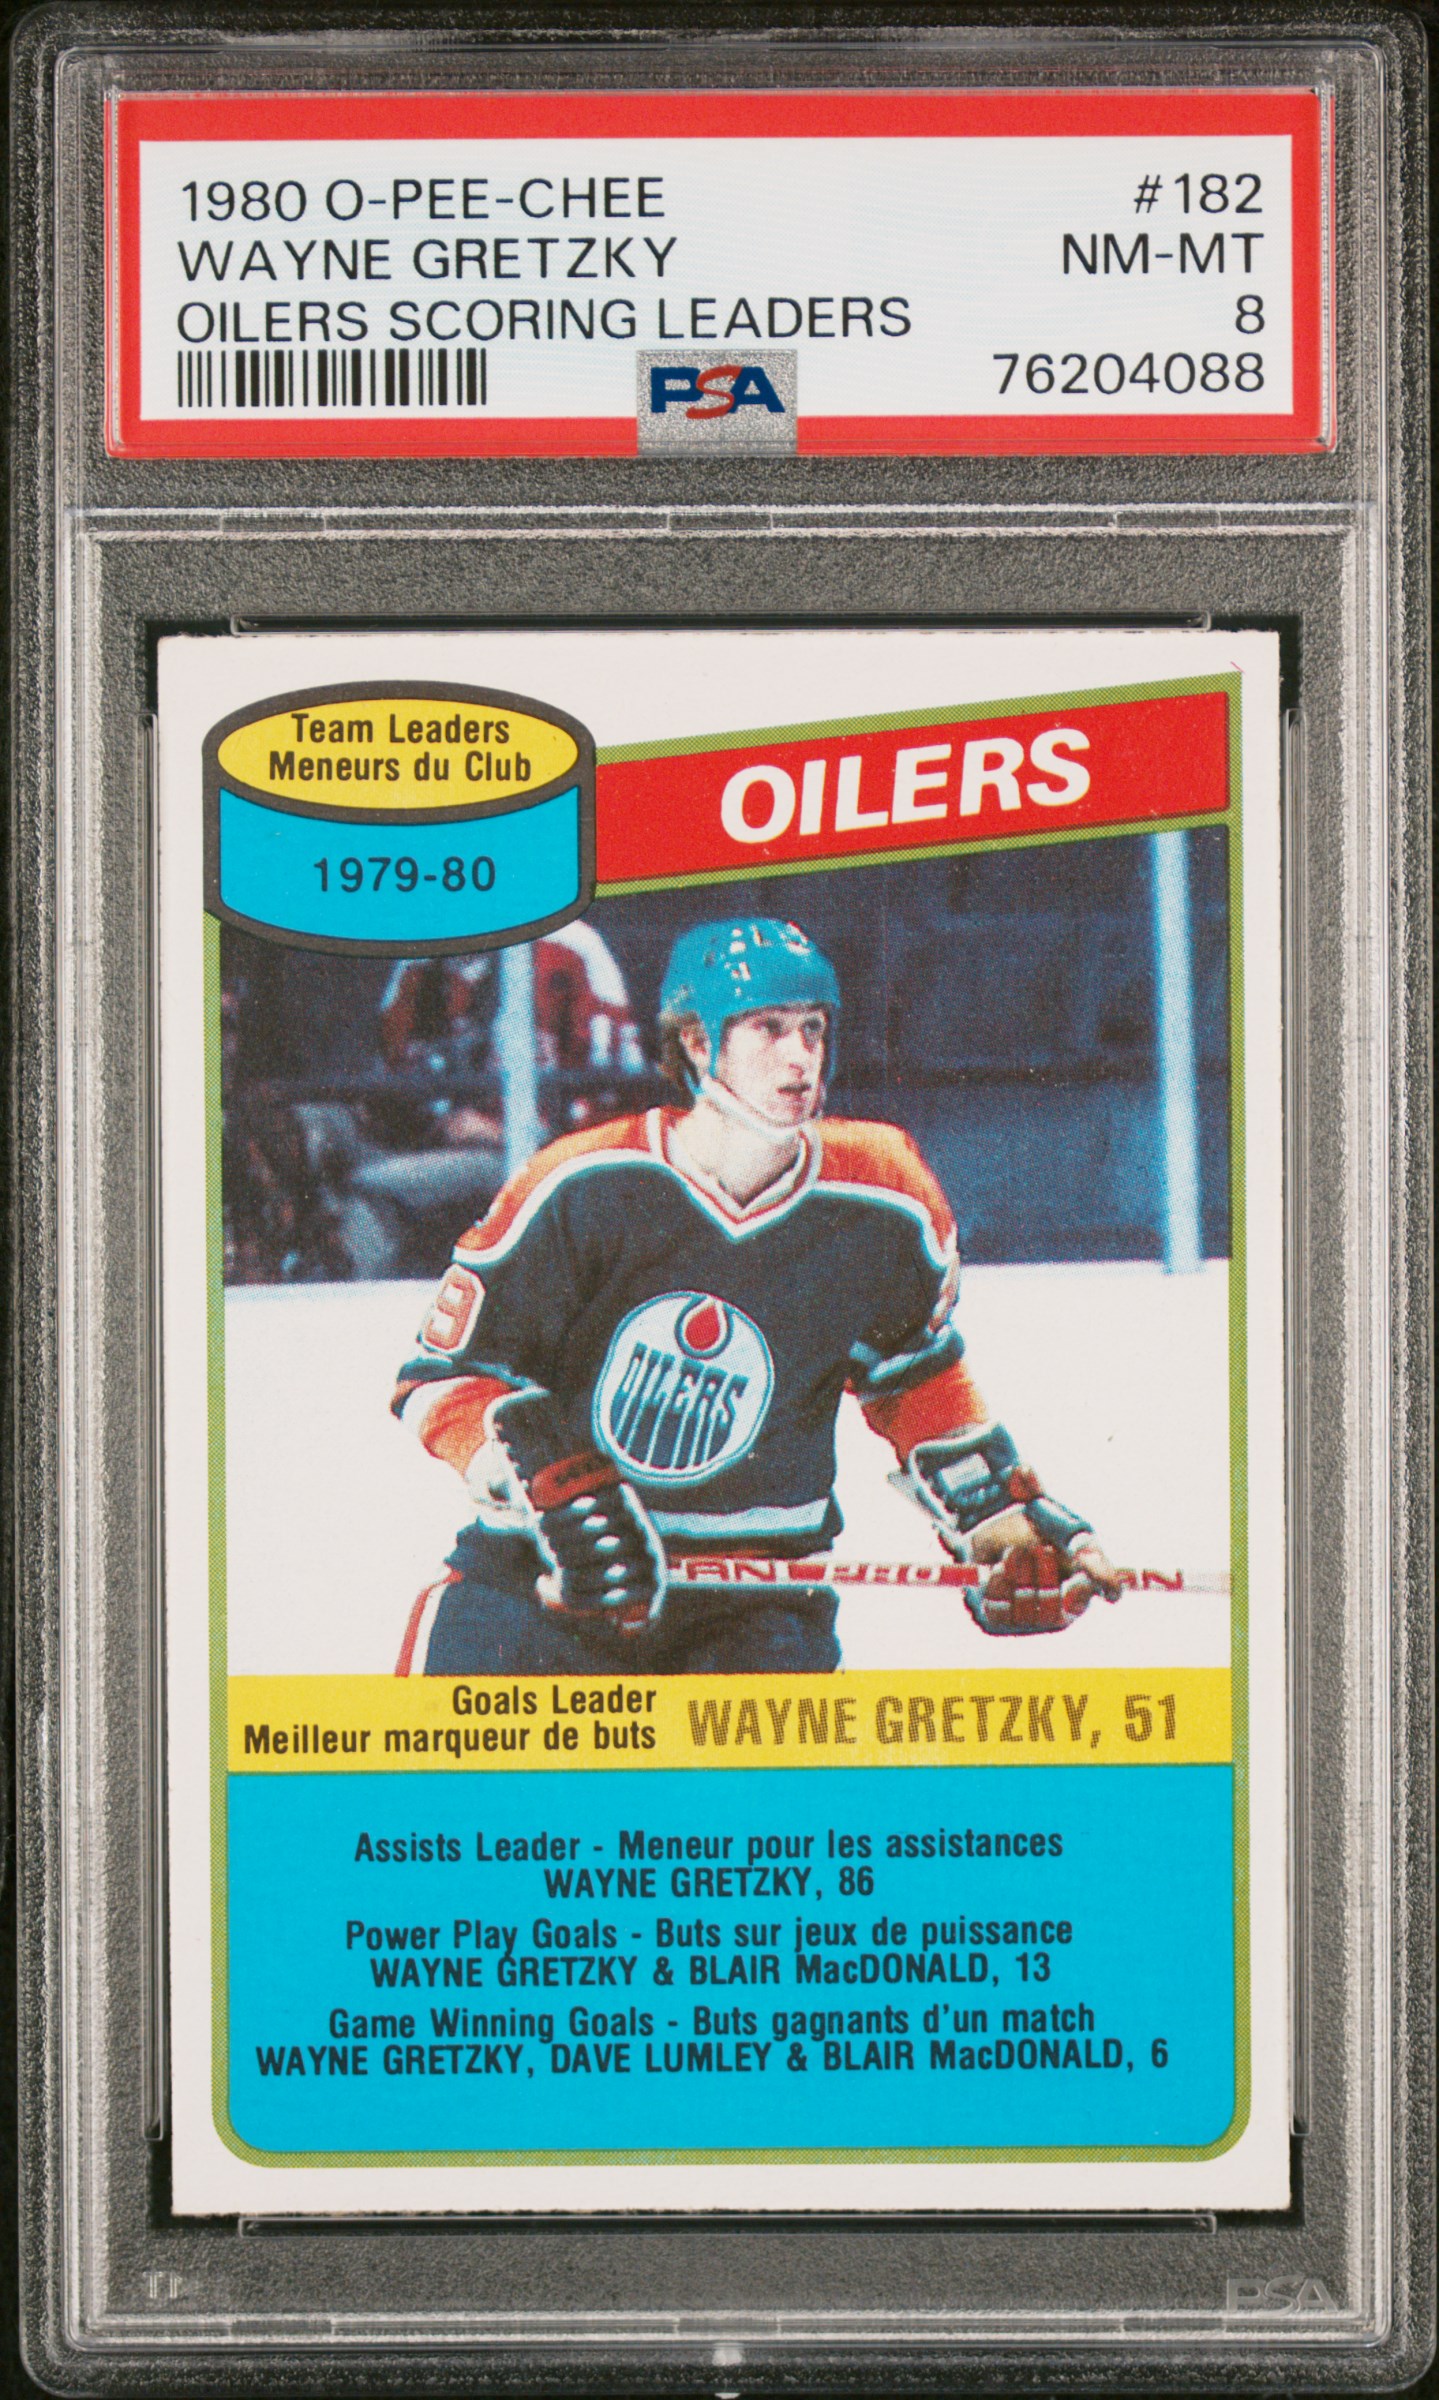 1980 O-PEE-CHEE #182
WAYNE GRETZKY NM-MT
OILERS SCORING LEADERS 8
PSA 76204088
Team Leaders
Meneurs du Club
1979-80
OILERS
OILERS
Goals Leader
Meilleur marqueur de buts
WAYNE GRETZKY, 51
Assists Leader - Meneur pour les assistances
WAYNE GRETZKY, 86
Power Play Goals - Buts sur jeux de puissance
WAYNE GRETZKY & BLAIR MacDONALD, 13
Game Winning Goals - Buts gagnants d'un match
WAYNE GRETZKY, DAVE LUMLEY & BLAIR MacDONALD, 6
PSA